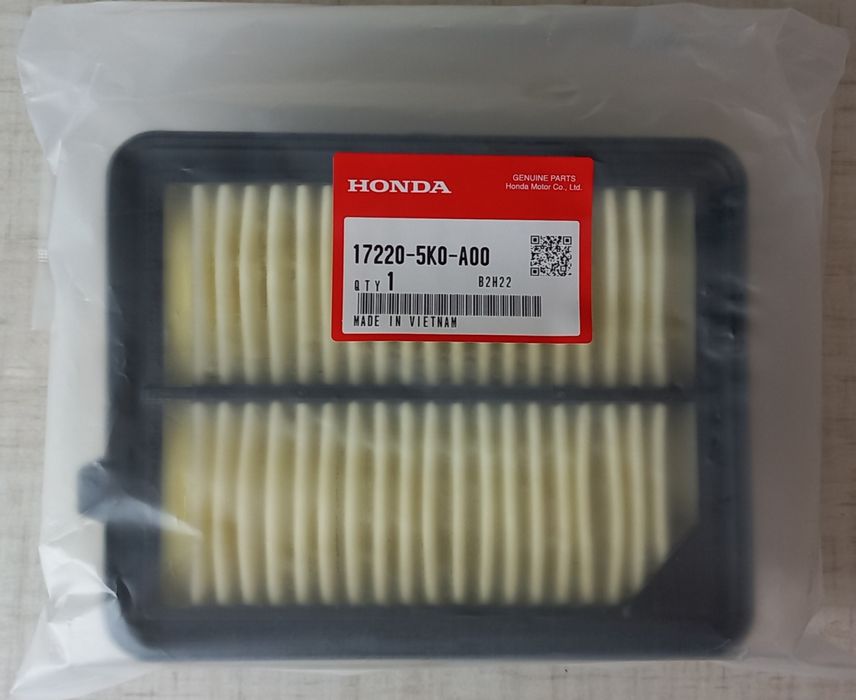 HONDA
GENUINE PARTS
Honda Motor Co., Ltd.
17220-5K0-A00
QTY 1
B2H22
MADE IN VIETNAM